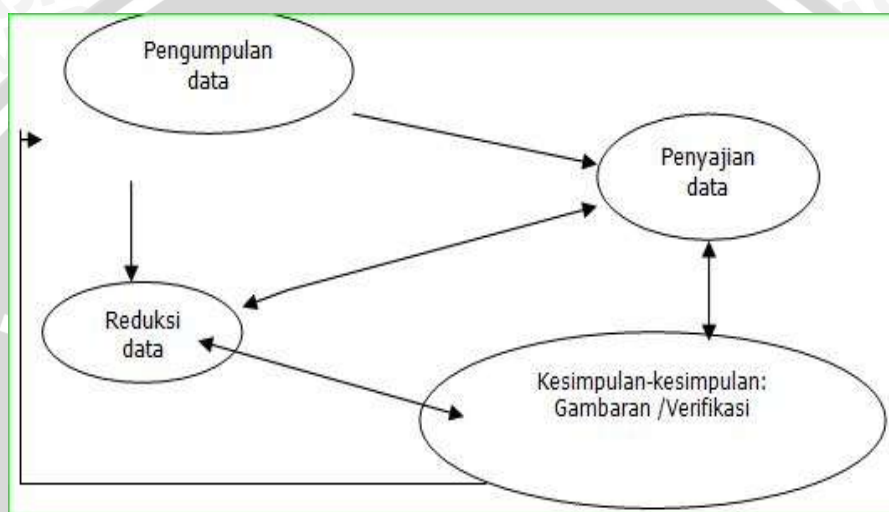 Pengumpulan
data
Penyajian
data
Reduksi
data
Kesimpulan-kesimpulan:
Gambaran /Verifikasi